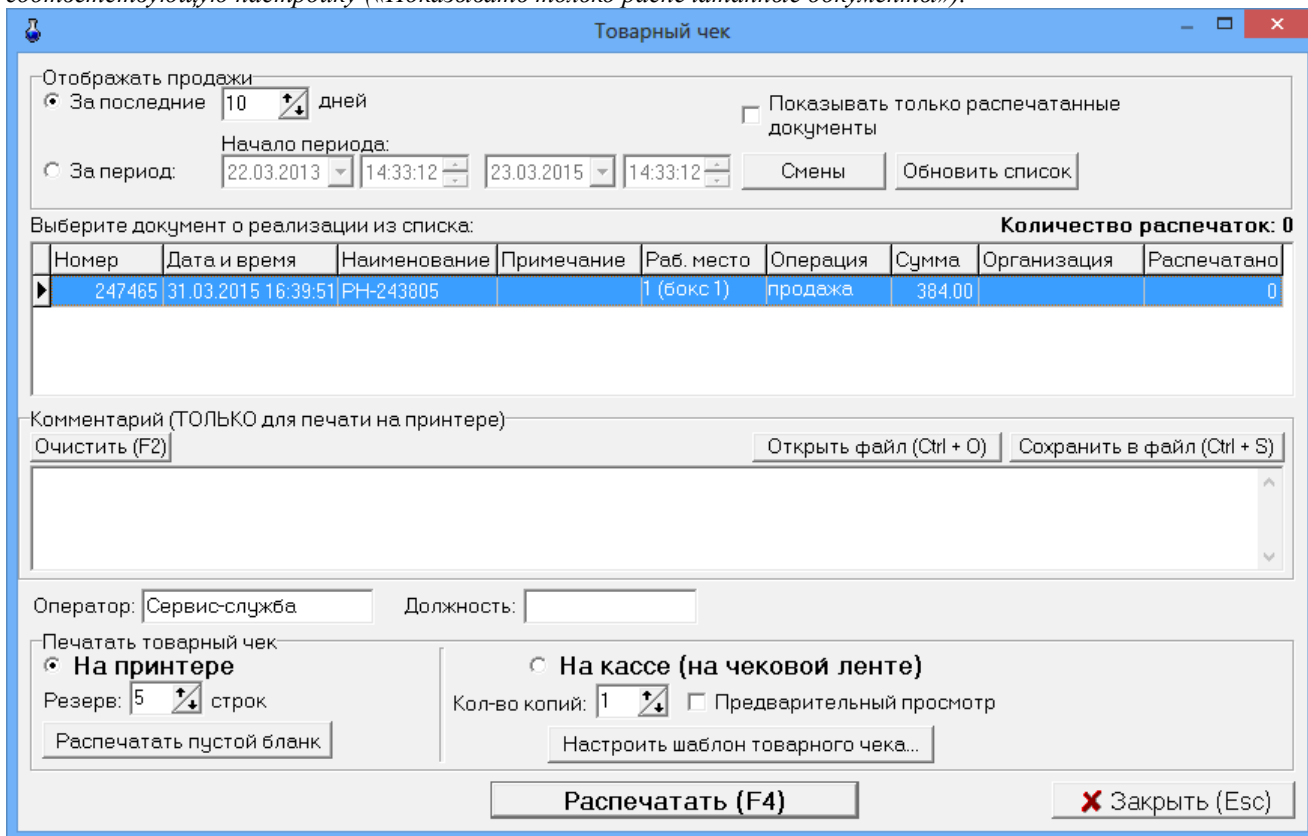 соответствующую настройку («Показывать только распечатанные документы»).
Товарный чек
Отображать продажи
За последние 10 дней
Показывать только распечатанные
документы
Начало периода:
За период: 22.03.2013 14:33:12 23.03.2015 14:33:12 Смены Обновить список
Выберите документ о реализации из списка: Количество распечаток: 0
Номер Дата и время Наименование Примечание Раб. место Операция Сумма Организация Распечатано
247465 31.03.2015 16:39:51 РН-243805 1 (бокс 1) продажа 384.00 0
Комментарий (ТОЛЬКО для печати на принтере)
Очистить (F2) Открыть файл (Ctrl + O) Сохранить в файл (Ctrl + S)
Оператор: Сервис-служба Должность:
Печатать товарный чек
На принтере На кассе (на чековой ленте)
Резерв: 5 строк Кол-во копий: 1 Предварительный просмотр
Распечатать пустой бланк Настроить шаблон товарного чека...
Распечатать (F4) Закрыть (Esc)